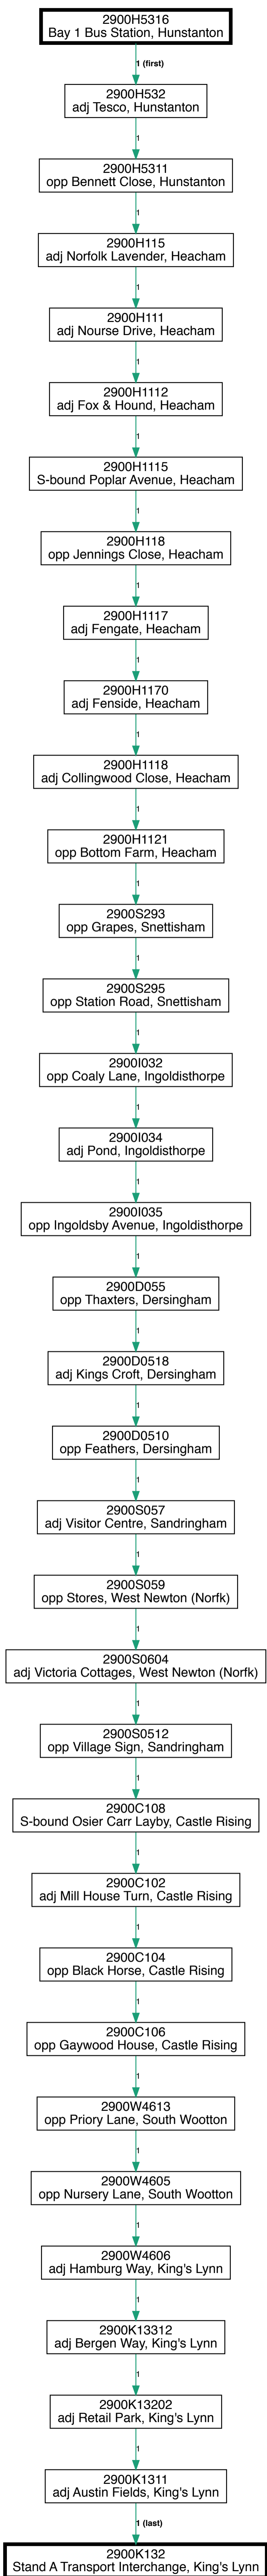 2900H5316
Bay 1 Bus Station, Hunstanton
1 (first)
2900H532
adj Tesco, Hunstanton
1
2900H5311
opp Bennett Close, Hunstanton
1
2900H115
adj Norfolk Lavender, Heacham
1
2900H111
adj Nourse Drive, Heacham
1
2900H1112
adj Fox & Hound, Heacham
1
2900H1115
S-bound Poplar Avenue, Heacham
1
2900H118
opp Jennings Close, Heacham
1
2900H1117
adj Fengate, Heacham
1
2900H1170
adj Fenside, Heacham
1
2900H1118
adj Collingwood Close, Heacham
1
2900H1121
opp Bottom Farm, Heacham
1
2900S293
opp Grapes, Snettisham
1
2900S295
opp Station Road, Snettisham
1
2900I032
opp Coaly Lane, Ingoldisthorpe
1
2900I034
adj Pond, Ingoldisthorpe
1
2900I035
opp Ingoldsby Avenue, Ingoldisthorpe
1
2900D055
opp Thaxters, Dersingham
1
2900D0518
adj Kings Croft, Dersingham
1
2900D0510
opp Feathers, Dersingham
1
2900S057
adj Visitor Centre, Sandringham
1
2900S059
opp Stores, West Newton (Norfk)
1
2900S0604
adj Victoria Cottages, West Newton (Norfk)
1
2900S0512
opp Village Sign, Sandringham
1
2900C108
S-bound Osier Carr Layby, Castle Rising
1
2900C102
adj Mill House Turn, Castle Rising
1
2900C104
opp Black Horse, Castle Rising
1
2900C106
opp Gaywood House, Castle Rising
1
2900W4613
opp Priory Lane, South Wootton
1
2900W4605
opp Nursery Lane, South Wootton
1
2900W4606
adj Hamburg Way, King's Lynn
1
2900K13312
adj Bergen Way, King's Lynn
1
2900K13202
adj Retail Park, King's Lynn
1
2900K1311
adj Austin Fields, King's Lynn
1 (last)
2900K132
Stand A Transport Interchange, King's Lynn